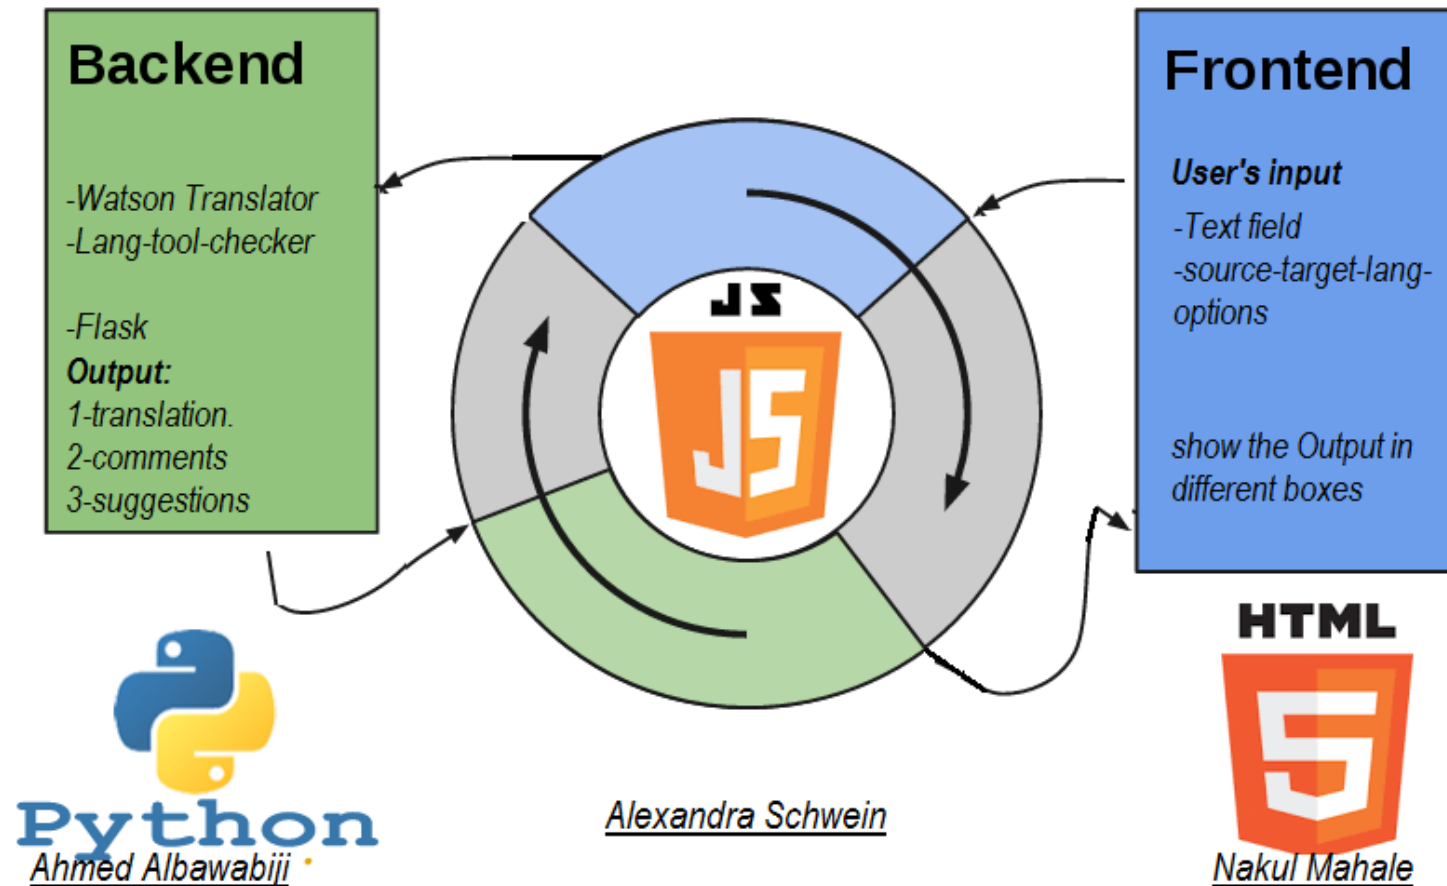 Backend
-Watson Translator
-Lang-tool-checker
-Flask
Output:
1-translation.
2-comments
3-suggestions
Python
Ahmed Albawabiji
JS
JS
Alexandra Schwein
Frontend
User's input
-Text field
-source-target-lang-
options
show the Output in
different boxes
HTML
5
Nakul Mahale